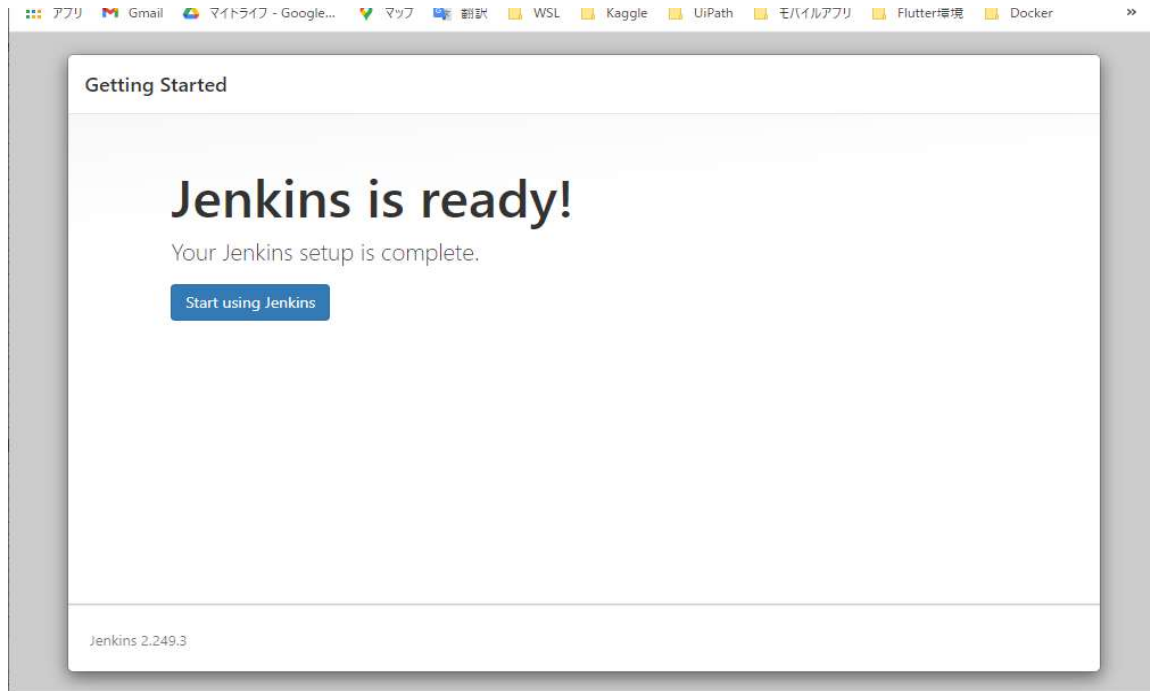 アプリ Gmail マイトライフ - Google... マップ 翻訳 WSL Kaggle UiPath モバイルアプリ Flutter環境 Docker »
Getting Started
Jenkins is ready!
Your Jenkins setup is complete.
Start using Jenkins
Jenkins 2.249.3